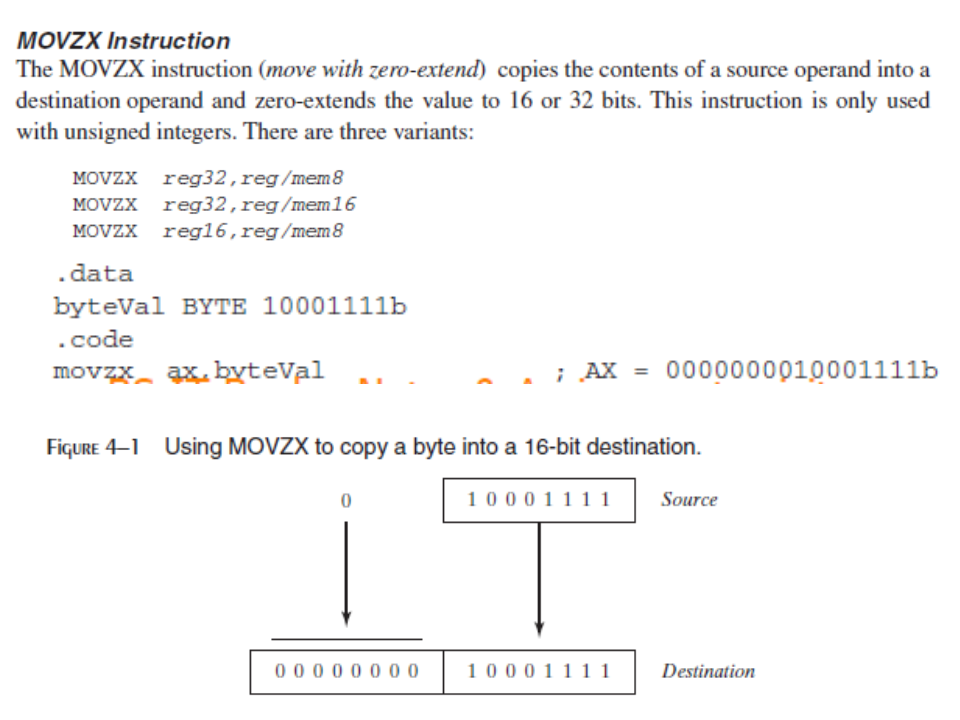 MOVZX Instruction
The MOVZX instruction (move with zero-extend) copies the contents of a source operand into a
destination operand and zero-extends the value to 16 or 32 bits. This instruction is only used
with unsigned integers. There are three variants:
MOVZX reg32,reg/mem8
MOVZX reg32,reg/mem16
MOVZX reg16,reg/mem8
.data
byteVal BYTE 10001111b
.code
movzx ax,byteVal ; AX = 0000000010001111b
FIGURE 4–1 Using MOVZX to copy a byte into a 16-bit destination.
0 1 0 0 0 1 1 1 1 Source
0 0 0 0 0 0 0 0 1 0 0 0 1 1 1 1 Destination